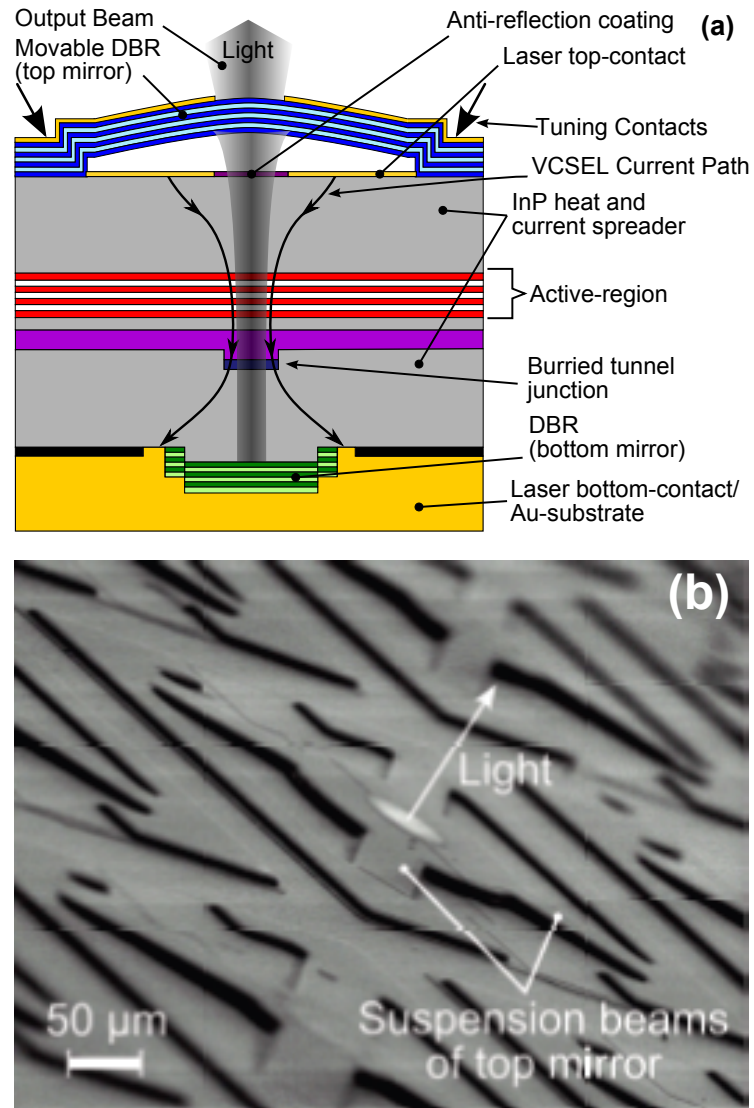 Output Beam
Movable DBR
(top mirror)
Light
Anti-reflection coating
(a)
Laser top-contact
Tuning Contacts
VCSEL Current Path
InP heat and
current spreader
Active-region
Burried tunnel
junction
DBR
(bottom mirror)
Laser bottom-contact/
Au-substrate
(b)
Light
50 µm
Suspension beams
of top mirror